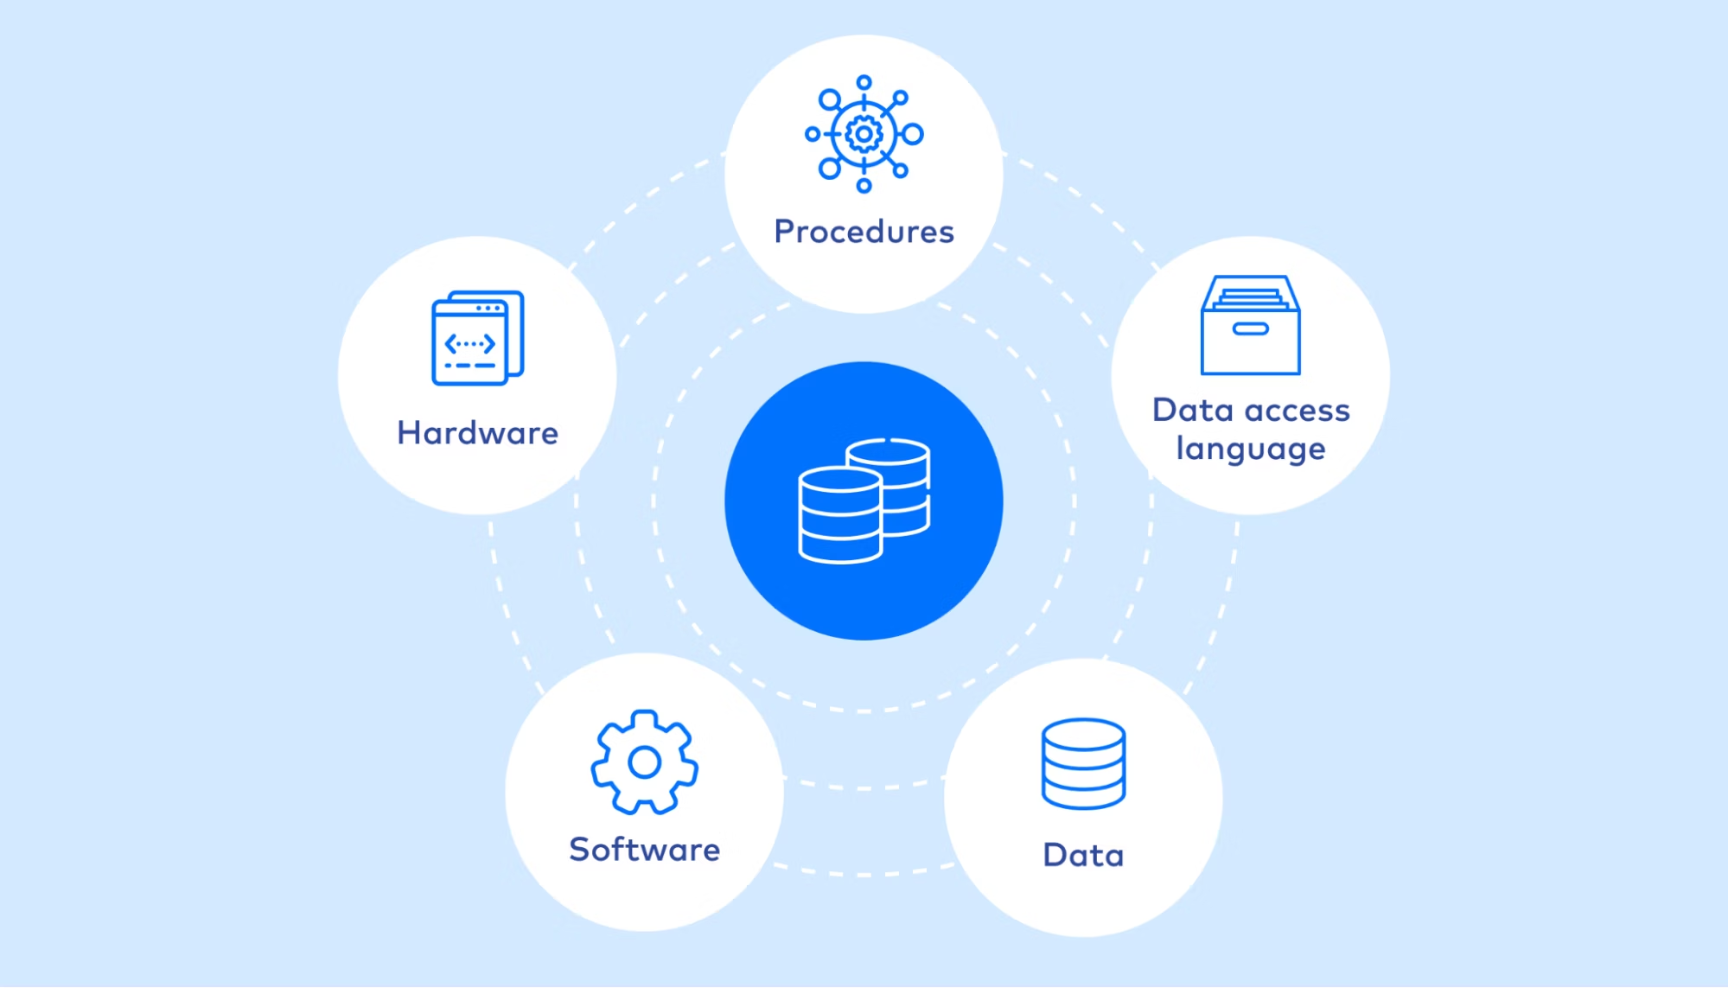 Procedures
Hardware
Data access
language
Software
Data